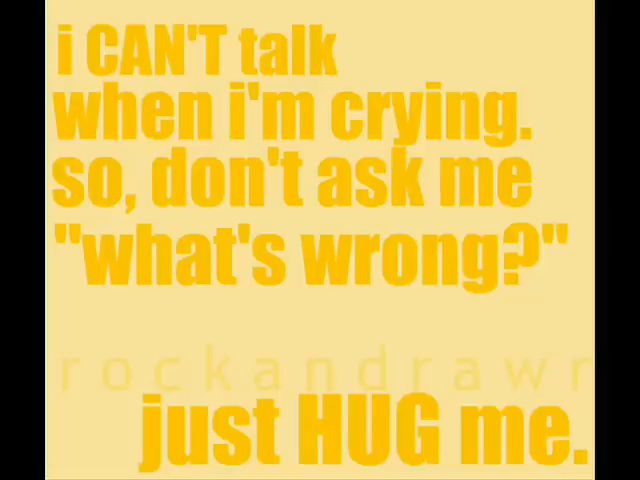 i CAN'T talk
when i'm crying.
so, don't ask me
"what's wrong?"
rockandrawr
just HUG me.